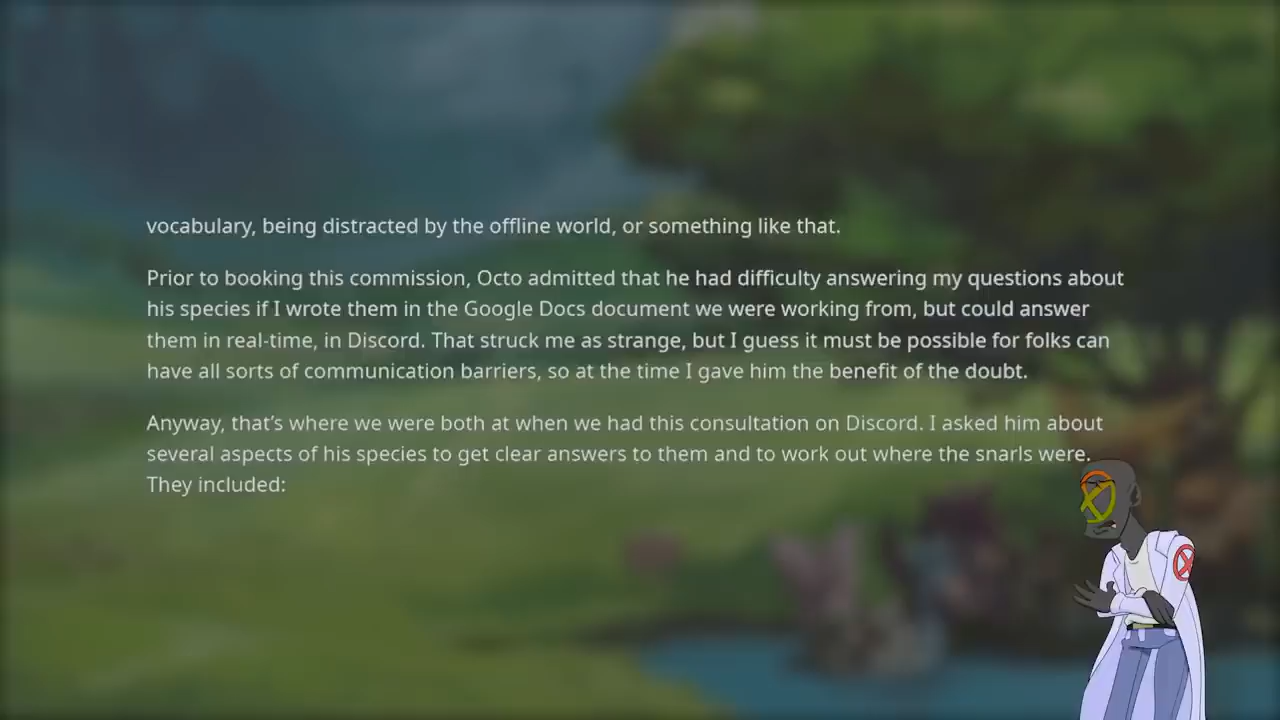 vocabulary, being distracted by the offline world, or something like that.
Prior to booking this commission, Octo admitted that he had difficulty answering my questions about
his species if I wrote them in the Google Docs document we were working from, but could answer
them in real-time, in Discord. That struck me as strange, but I guess it must be possible for folks can
have all sorts of communication barriers, so at the time I gave him the benefit of the doubt.
Anyway, that’s where we were both at when we had this consultation on Discord. I asked him about
several aspects of his species to get clear answers to them and to work out where the snarls were.
They included: